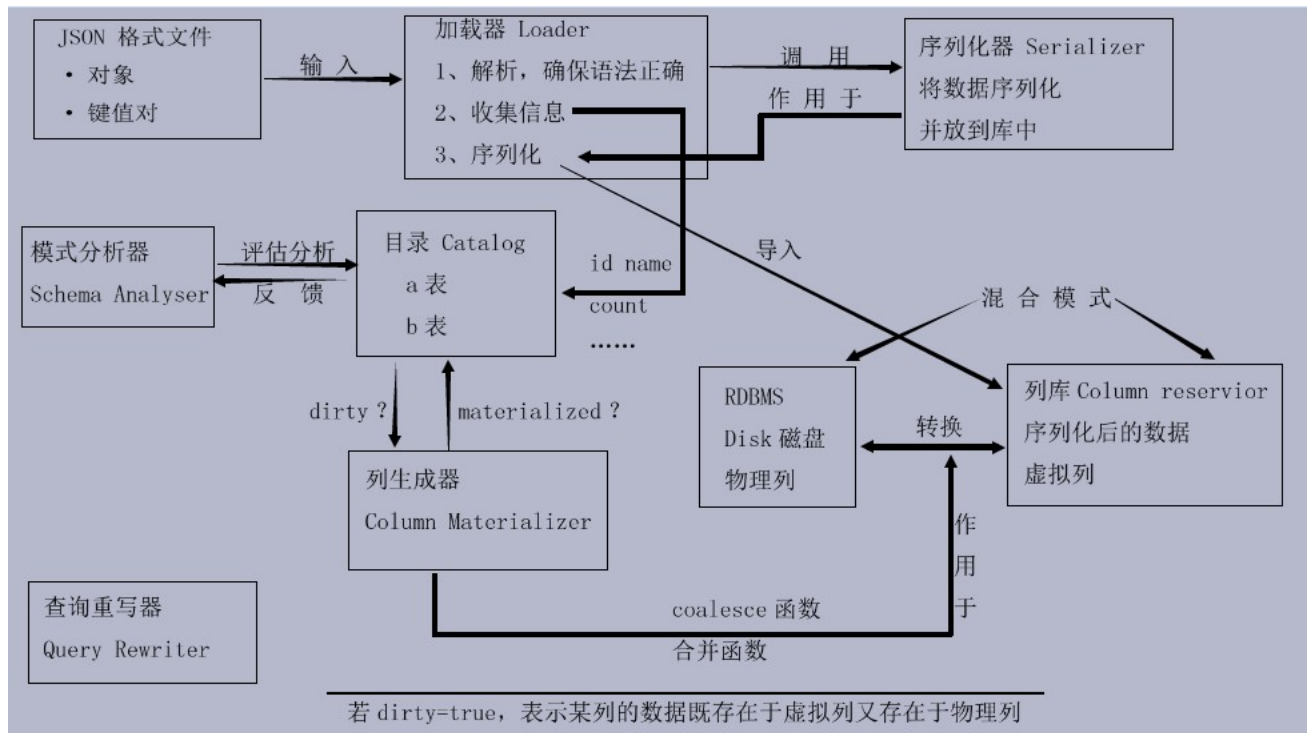 JSON 格式文件
• 对象
• 键值对
输 入
加载器 Loader
1、解析，确保语法正确
2、收集信息
3、序列化
调 用
作 用 于
序列化器 Serializer
将数据序列化
并放到库中
模式分析器
Schema Analyser
评估分析
反 馈
目录 Catalog
a 表
b 表
id name
count
……
导入
混 合 模 式
dirty ?
materialized ?
RDBMS
Disk 磁盘
物理列
转换
列库 Column reservior
序列化后的数据
虚拟列
列生成器
Column Materializer
作
用
于
查询重写器
Query Rewriter
coalesce 函数
合并函数
若 dirty=true，表示某列的数据既存在于虚拟列又存在于物理列